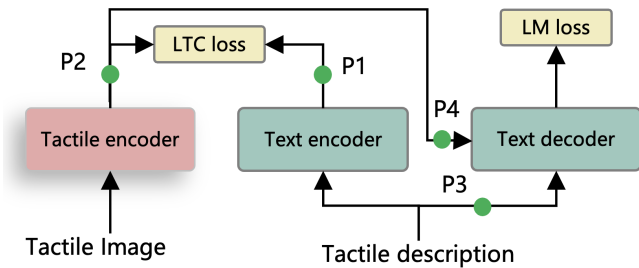 LM loss
LTC loss
P2
P1
P4
Tactile encoder
Text encoder
Text decoder
P3
Tactile Image
Tactile description